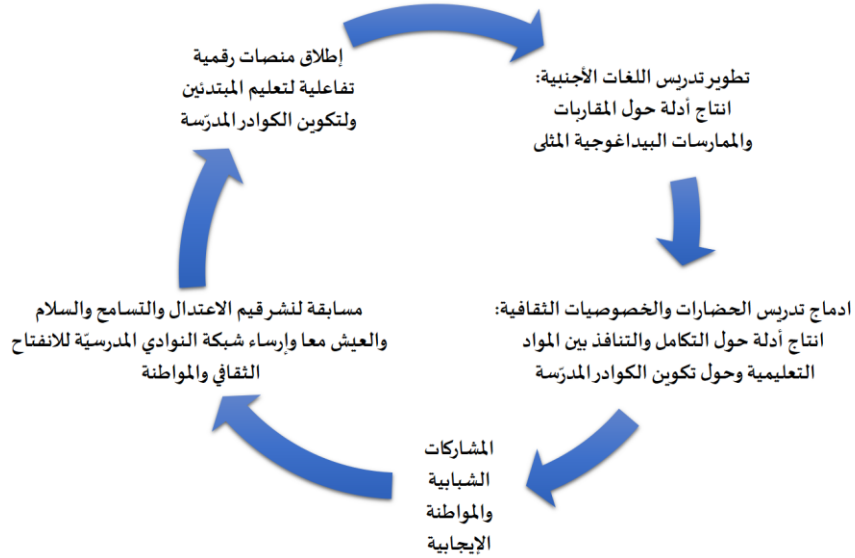 إطلاق منصات رقمية
تفاعلية لتعليم المبتدئين
ولتكوين الكوادر المدرّسة
تطوير تدريس اللغات الأجنبية:
انتاج أدلة حول المقاربات
والممارسات البيداغوجية المثلى
ادماج تدريس الحضارات والخصوصيات الثقافية:
انتاج أدلة حول التكامل والتنافذ بين المواد
التعليمية وحول تكوين الكوادر المدرّسة
المشاركات
الشبابية
والمواطنة
الإيجابية
مسابقة لنشر قيم الاعتدال والتسامح والسلام
والعيش معا وإرساء شبكة النوادي المدرسيّة للانفتاح
الثقافي والمواطنة